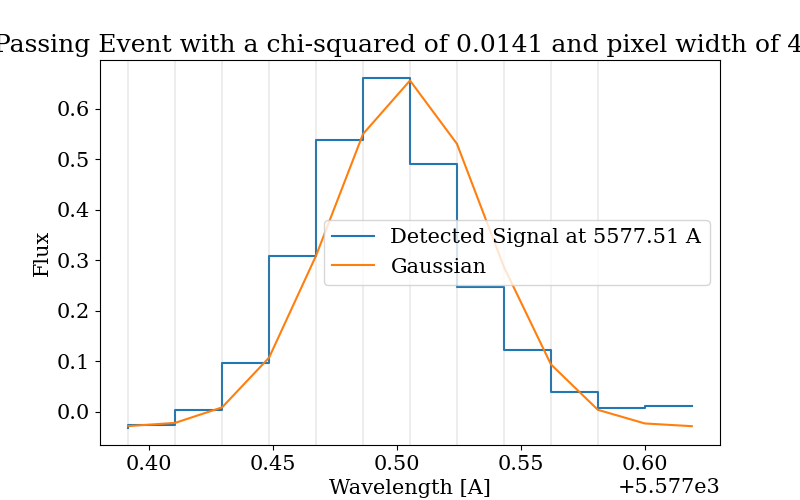 Passing Event with a chi-squared of 0.0141 and pixel width of 4
0.6
0.5
0.4
0.3
0.2
0.1
0.0
Flux
Detected Signal at 5577.51 A
Gaussian
0.40 0.45 0.50 0.55 0.60
Wavelength [A]
+5.577e3